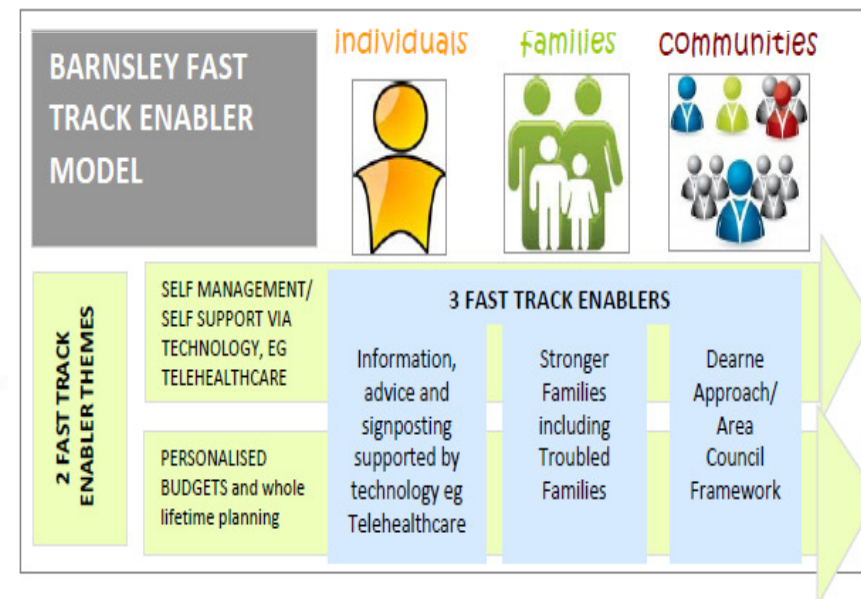 individuals
families
communities
BARNSLEY FAST
TRACK ENABLER
MODEL
2 FAST TRACK
ENABLER THEMES
SELF MANAGEMENT/
SELF SUPPORT VIA
TECHNOLOGY, EG
TELEHEALTHCARE
PERSONALISED
BUDGETS and whole
lifetime planning
3 FAST TRACK ENABLERS
Information,
advice and
signposting
supported by
technology eg
Telehealthcare
Stronger
Families
including
Troubled
Families
Dearne
Approach/
Area
Council
Framework